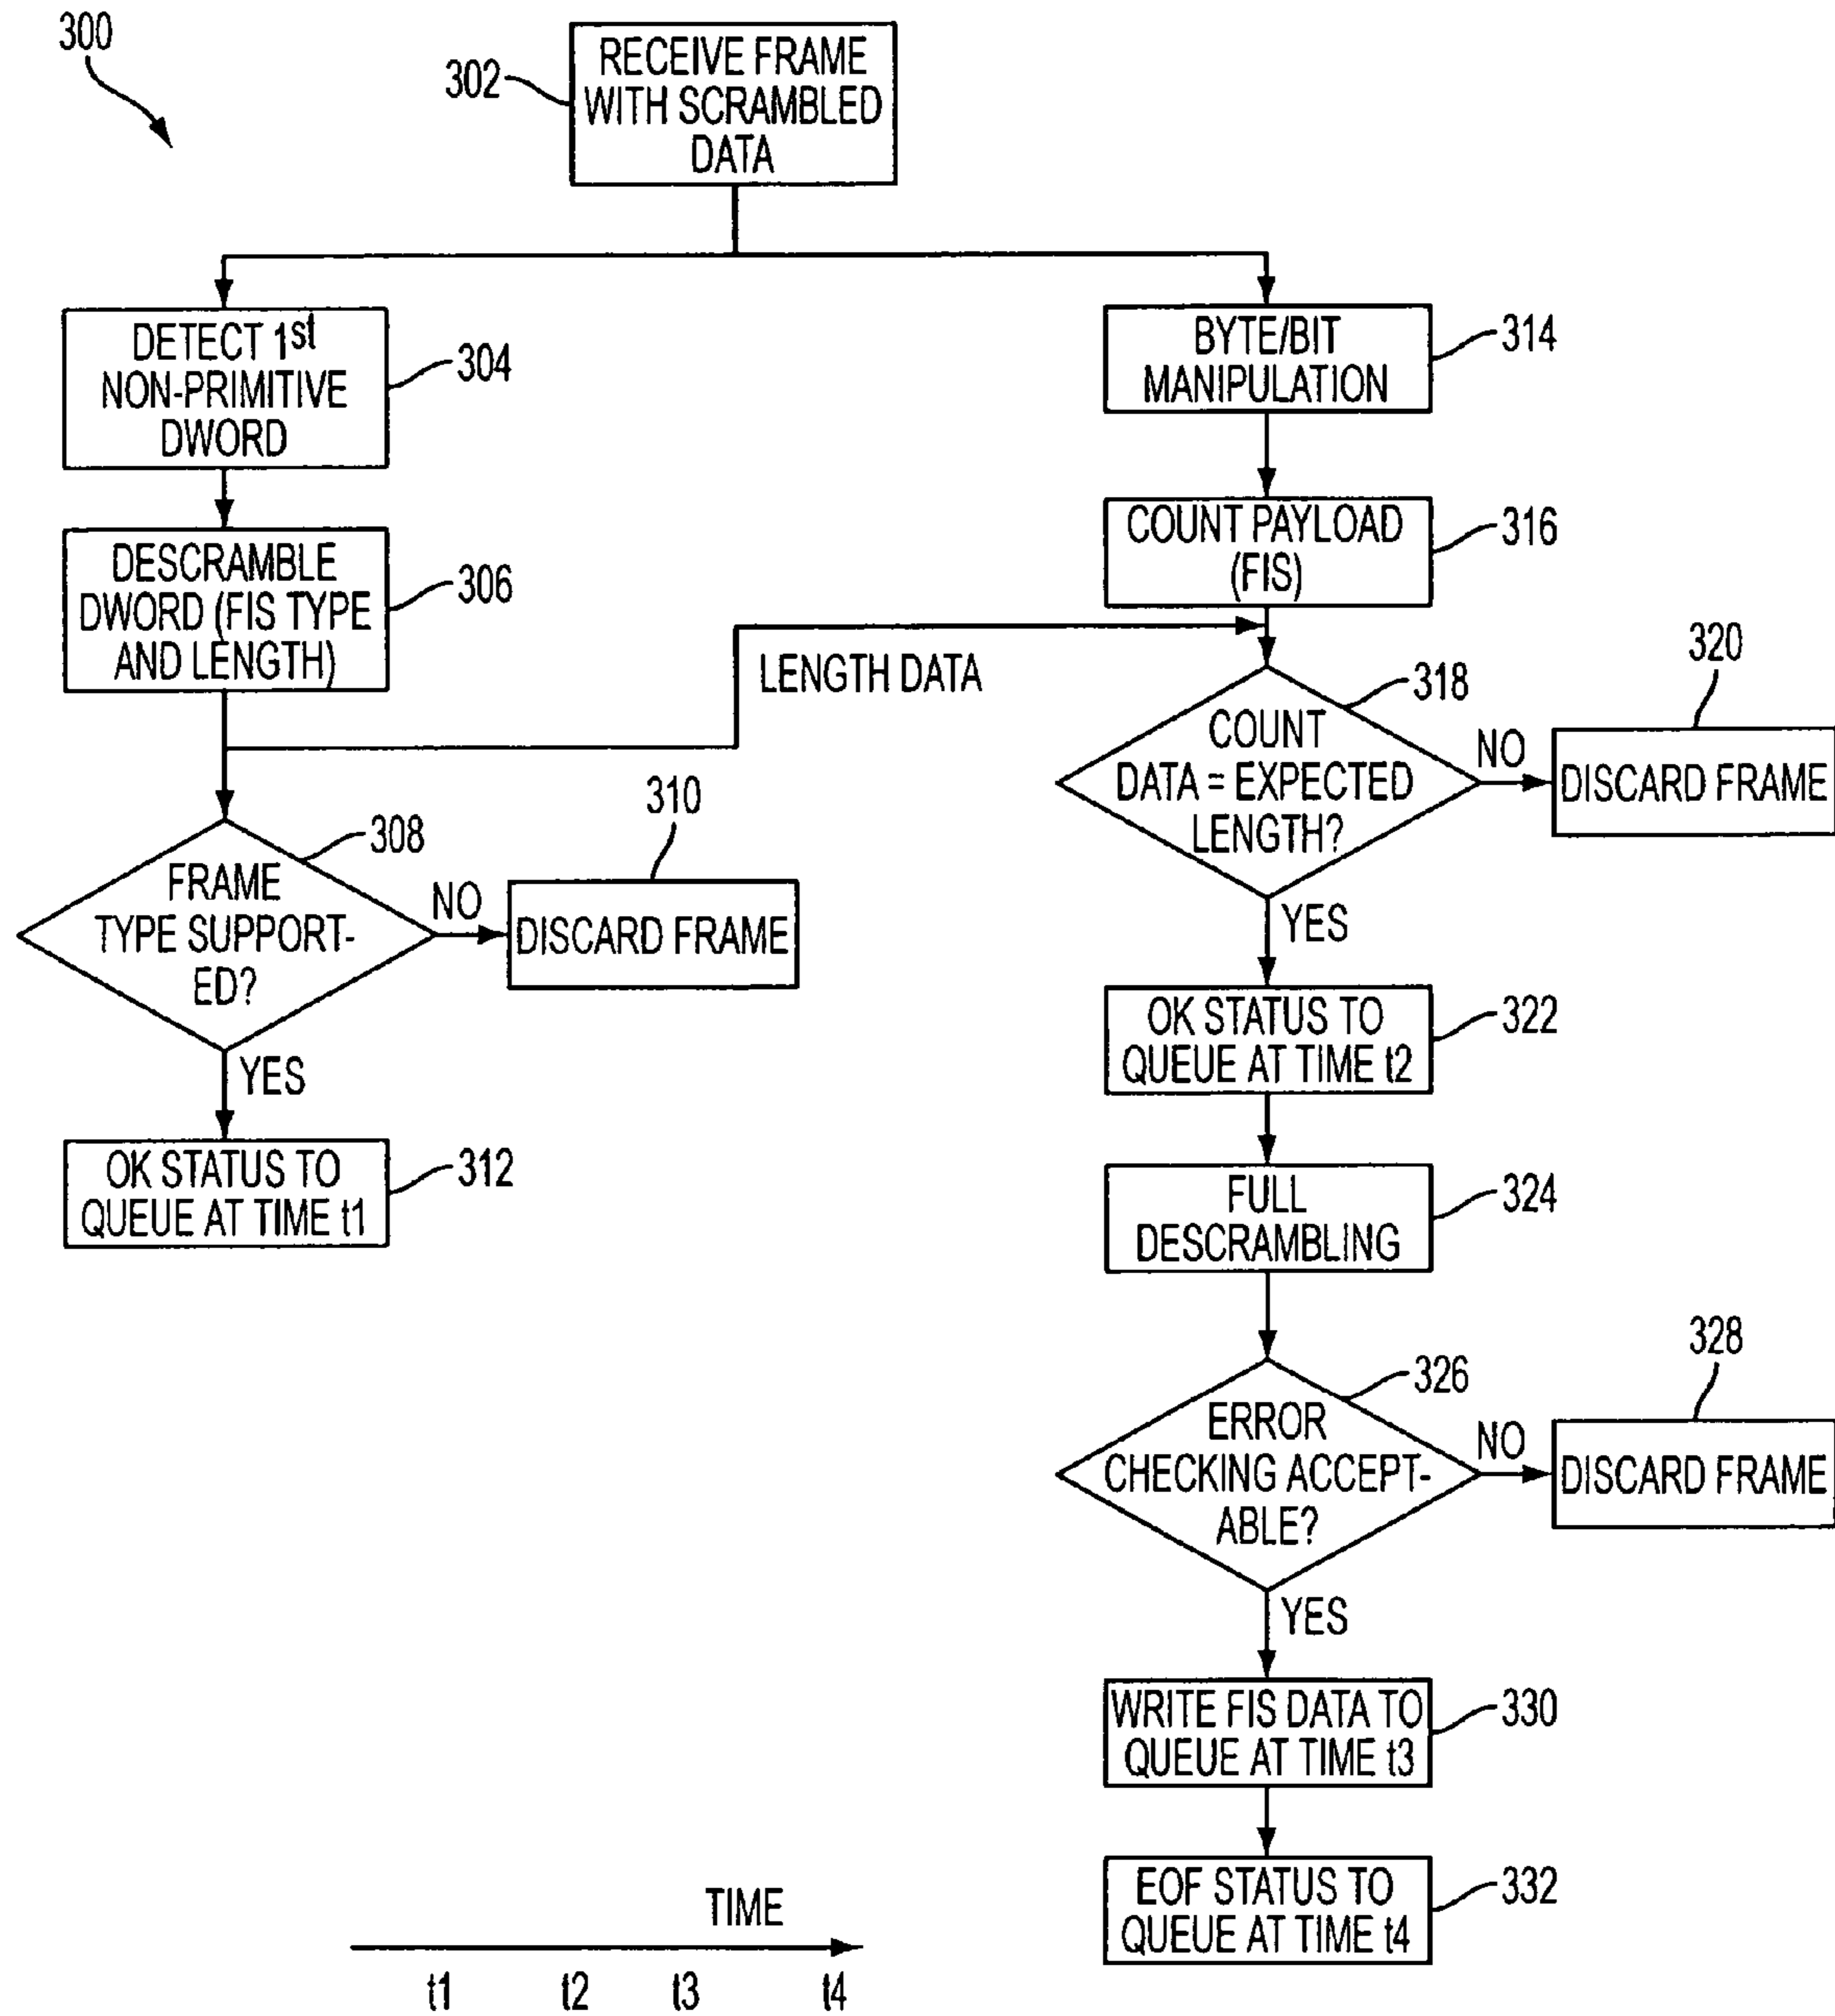 300
302
RECEIVE FRAME
WITH SCRAMBLED
DATA
DETECT 1st
NON-PRIMITIVE
DWORD
304
DESCRAMBLE
DWORD (FIS TYPE
AND LENGTH)
306
LENGTH DATA
FRAME
TYPE SUPPORT-
ED?
308
NO
310
DISCARD FRAME
YES
OK STATUS TO
QUEUE AT TIME t1
312
BYTE/BIT
MANIPULATION
314
COUNT PAYLOAD
(FIS)
316
COUNT
DATA = EXPECTED
LENGTH?
318
NO
320
DISCARD FRAME
YES
OK STATUS TO
QUEUE AT TIME t2
322
FULL
DESCRAMBLING
324
ERROR
CHECKING ACCEPT-
ABLE?
326
NO
328
DISCARD FRAME
YES
WRITE FIS DATA TO
QUEUE AT TIME t3
330
EOF STATUS TO
QUEUE AT TIME t4
332
TIME
t1 t2 t3 t4